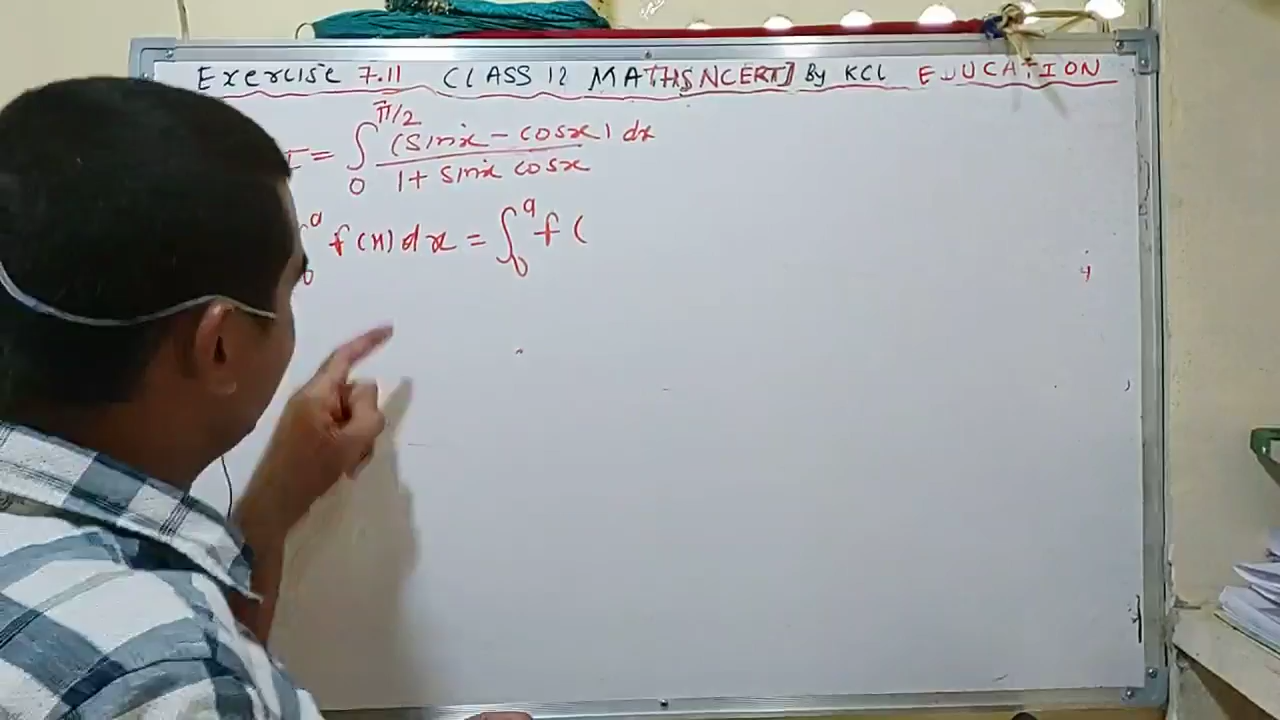 Exercise 7.11 CLASS 12 MATHS NCERT] By KCL EDUCATION
I = ∫₀^π/2 (sinx - cosx) dx / 1 + sinx cosx
∫₀^a f(x) dx = ∫₀^a f (